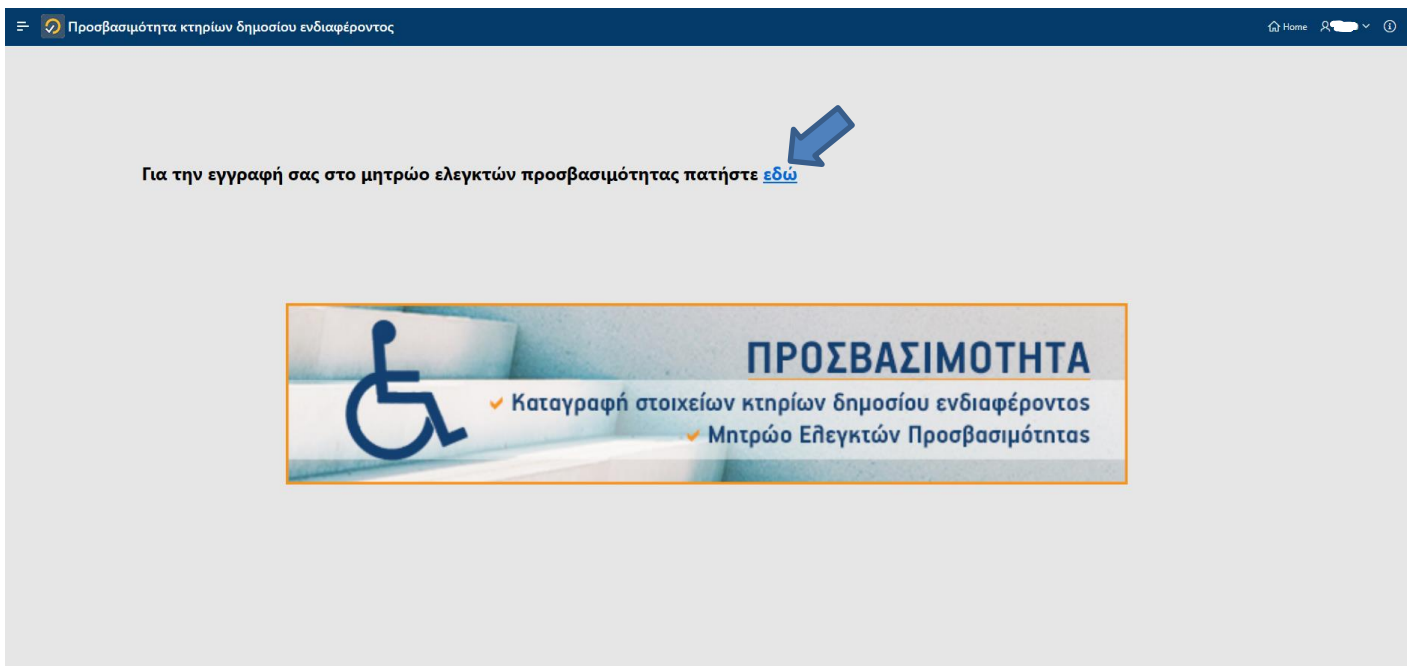 Προσβασιμότητα κτηρίων δημοσίου ενδιαφέροντος
Home
Για την εγγραφή σας στο μητρώο ελεγκτών προσβασιμότητας πατήστε εδώ
ΠΡΟΣΒΑΣΙΜΟΤΗΤΑ
Καταγραφή στοιχείων κτηρίων δημοσίου ενδιαφέροντος
Μητρώο Ελεγκτών Προσβασιμότητας